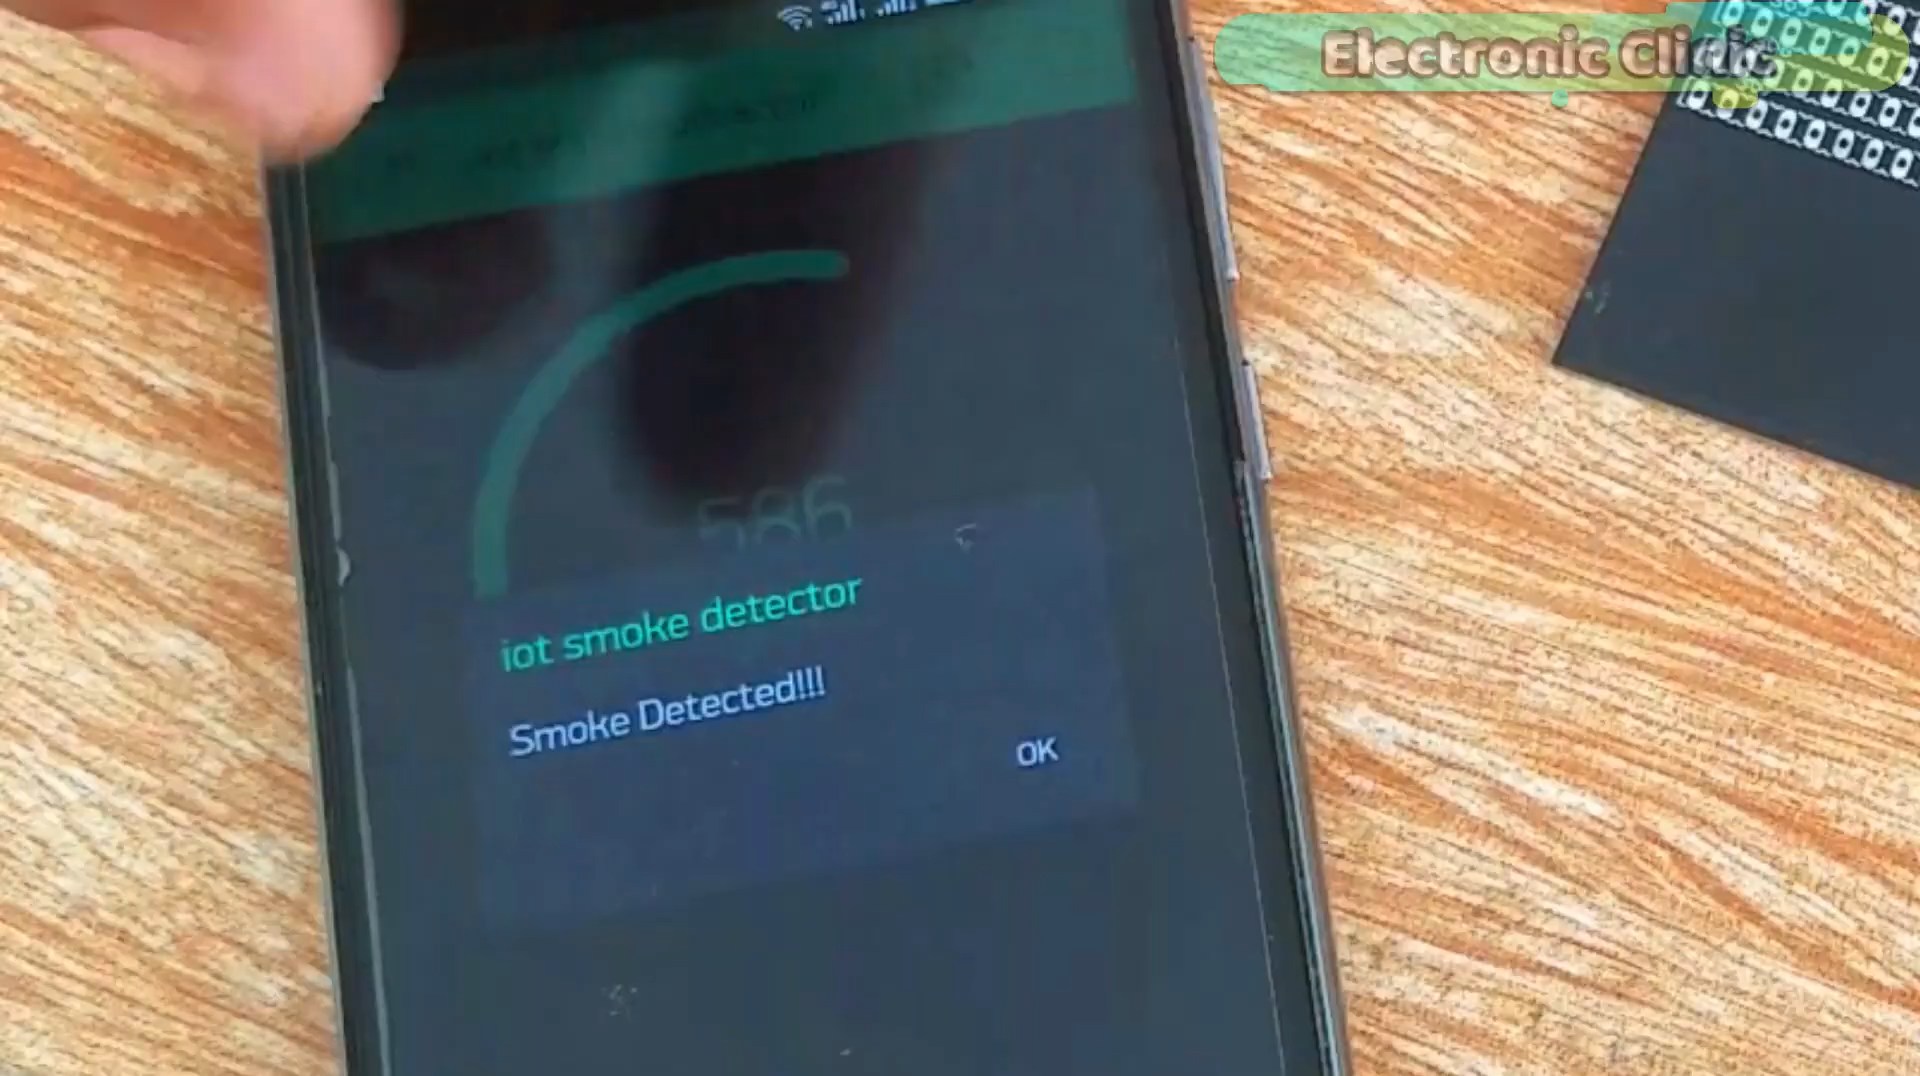 Electronic Clinic
586
iot smoke detector
Smoke Detected!!!
OK